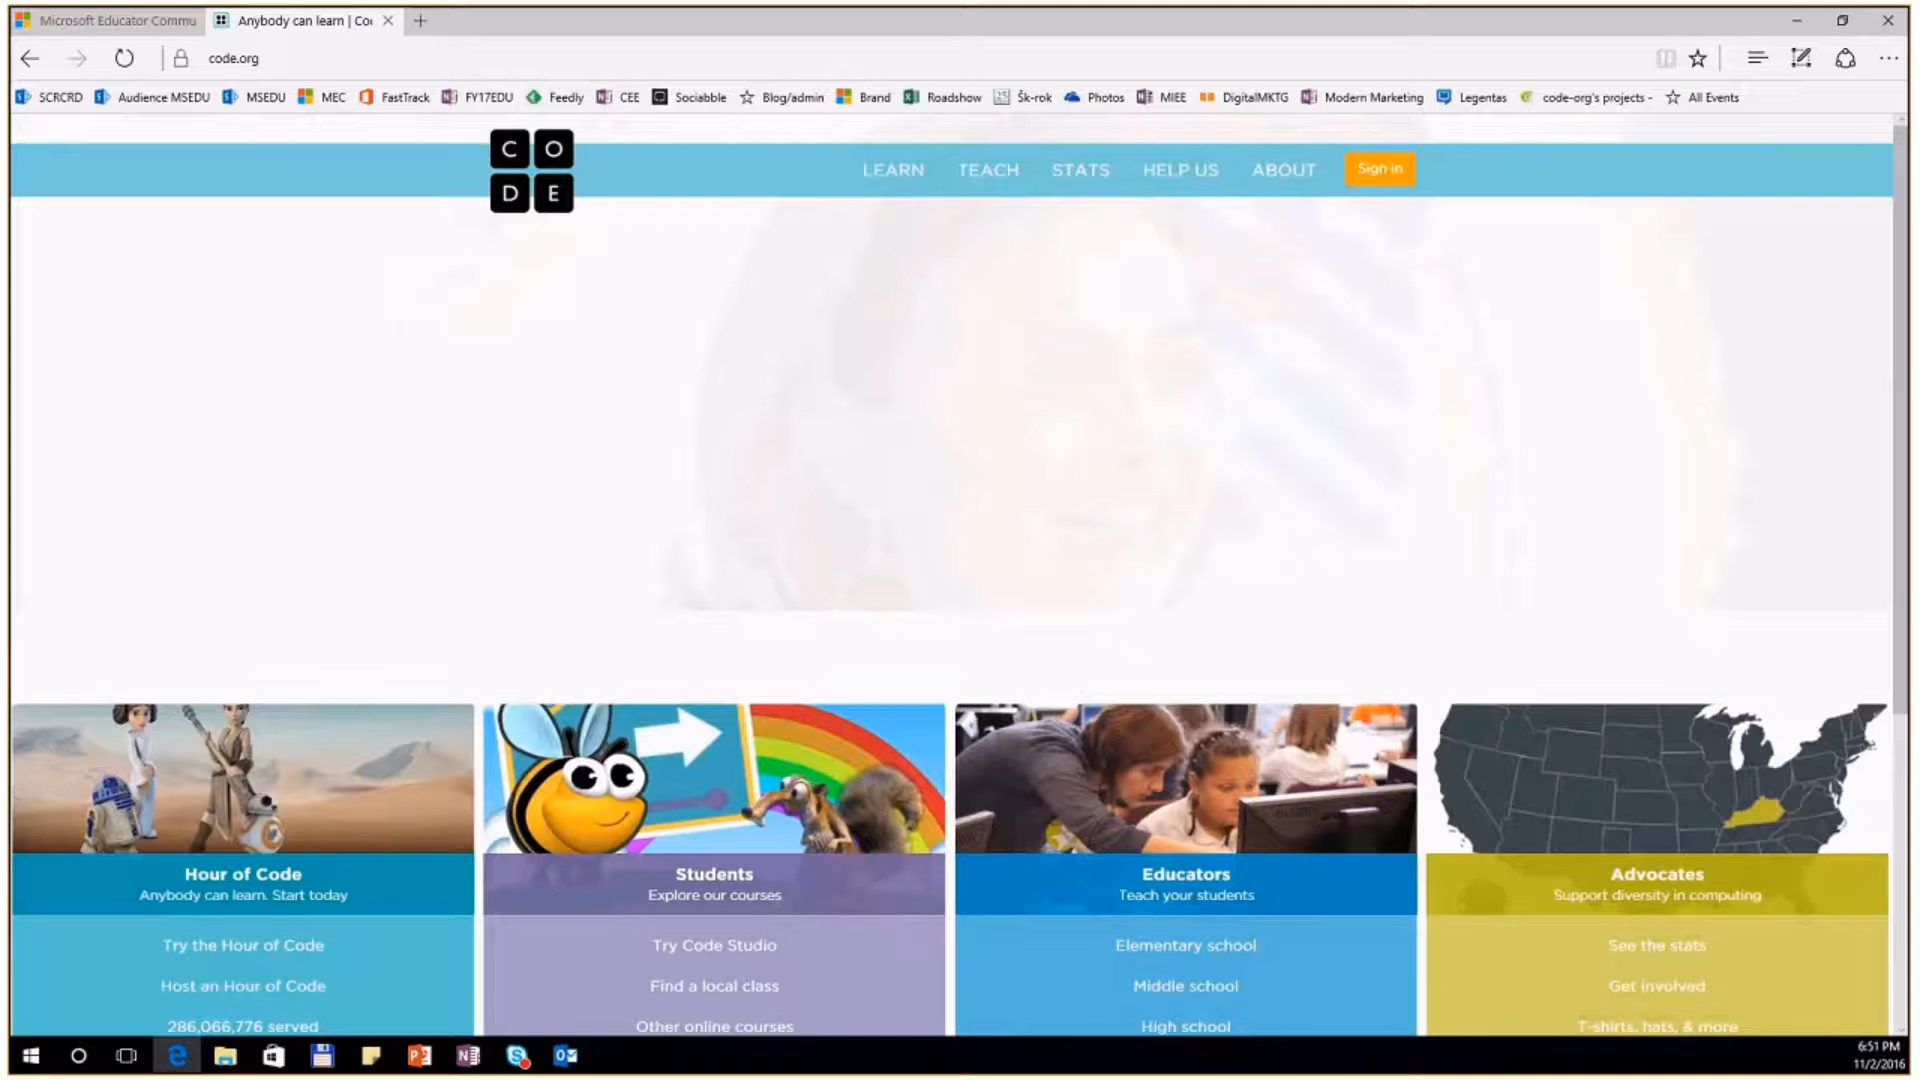 Microsoft Educator Commu
Anybody can learn | Co
code.org
SCRCRD Audience MSEDU MSEDU MEC FastTrack FY17EDU Feedly CEE Sociabble Blog/admin Brand Roadshow Šk-rok Photos MIEE DigitalMKTG Modern Marketing Legentas code-org's projects - All Events
C O
D E
LEARN TEACH STATS HELP US ABOUT Sign in
Hour of Code
Anybody can learn. Start today
Try the Hour of Code
Host an Hour of Code
286,066,776 served
Students
Explore our courses
Try Code Studio
Find a local class
Other online courses
Educators
Teach your students
Elementary school
Middle school
High school
Advocates
Support diversity in computing
See the stats
Get involved
T-shirts, hats, & more
6:51 PM
11/2/2016